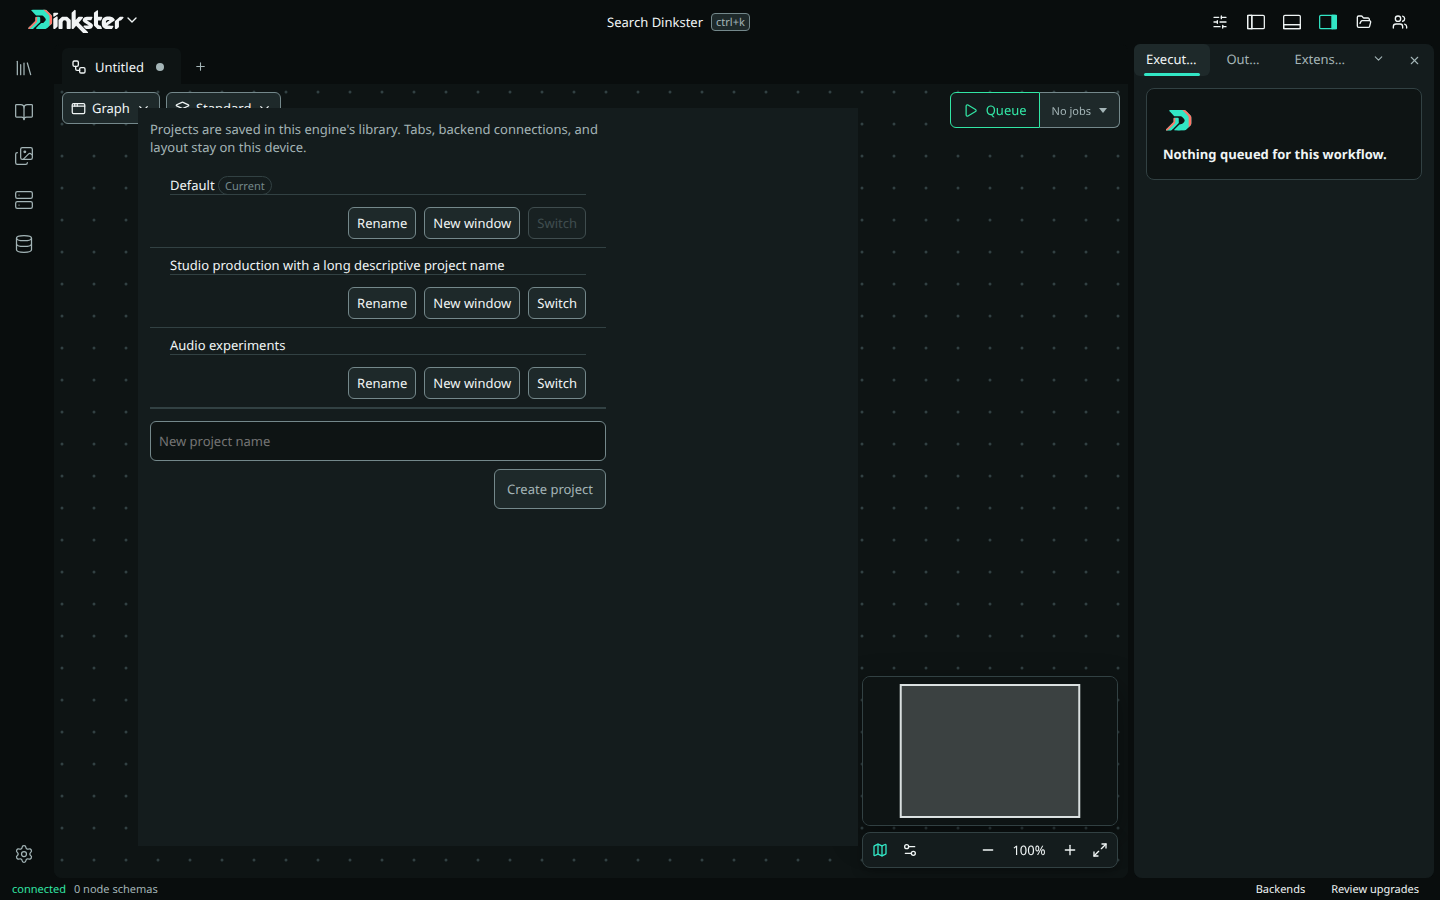 Dinkster
Search Dinkster ctrl+k
Untitled
Execut... Out... Extens...
Graph Standard
Queue No jobs
Nothing queued for this workflow.
Projects are saved in this engine's library. Tabs, backend connections, and
layout stay on this device.
Default Current
Rename New window Switch
Studio production with a long descriptive project name
Rename New window Switch
Audio experiments
Rename New window Switch
New project name
Create project
100%
connected 0 node schemas
Backends Review upgrades